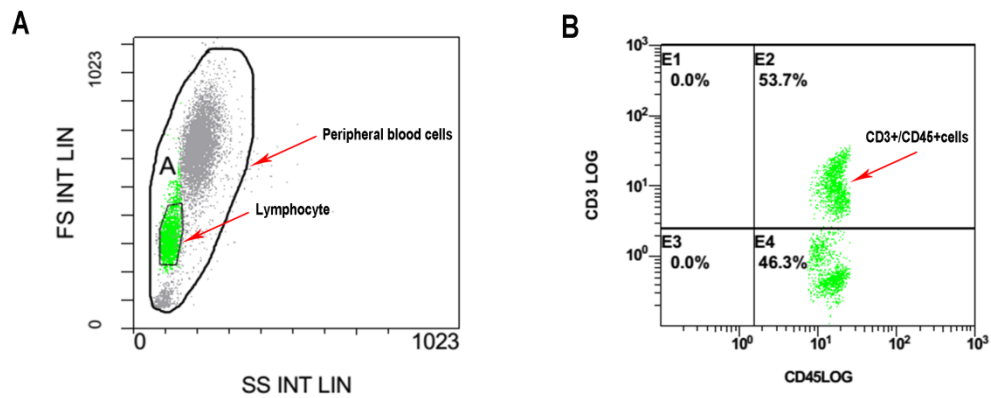 A
1023
FS INT LIN
0
A
Peripheral blood cells
Lymphocyte
0
1023
SS INT LIN
B
10³
10²
10¹
10⁰
CD3 LOG
E1
0.0%
E2
53.7%
CD3+/CD45+cells
E3
0.0%
E4
46.3%
10⁰
10¹
10²
10³
CD45LOG